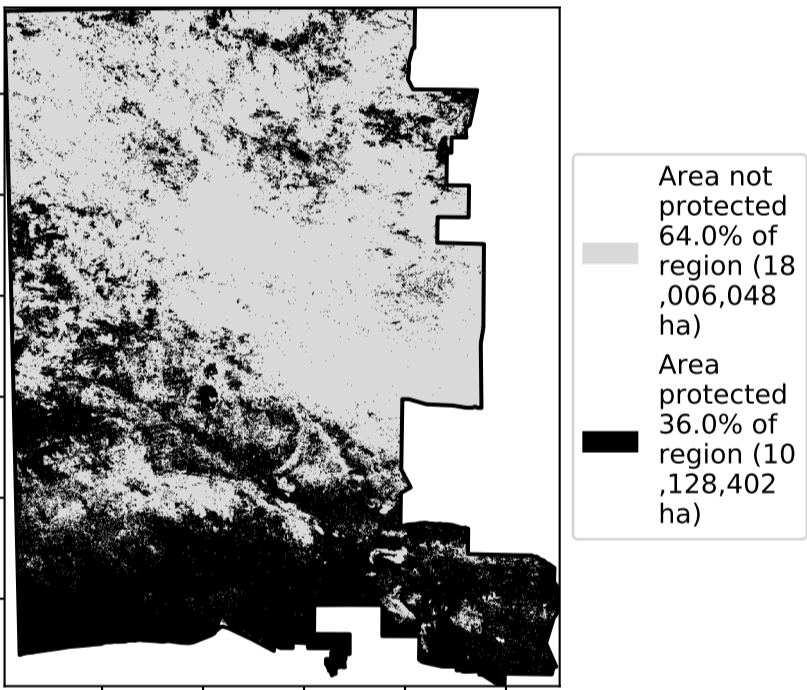 Area not
protected
64.0% of
region (18
,006,048
ha)
Area
protected
36.0% of
region (10
,128,402
ha)